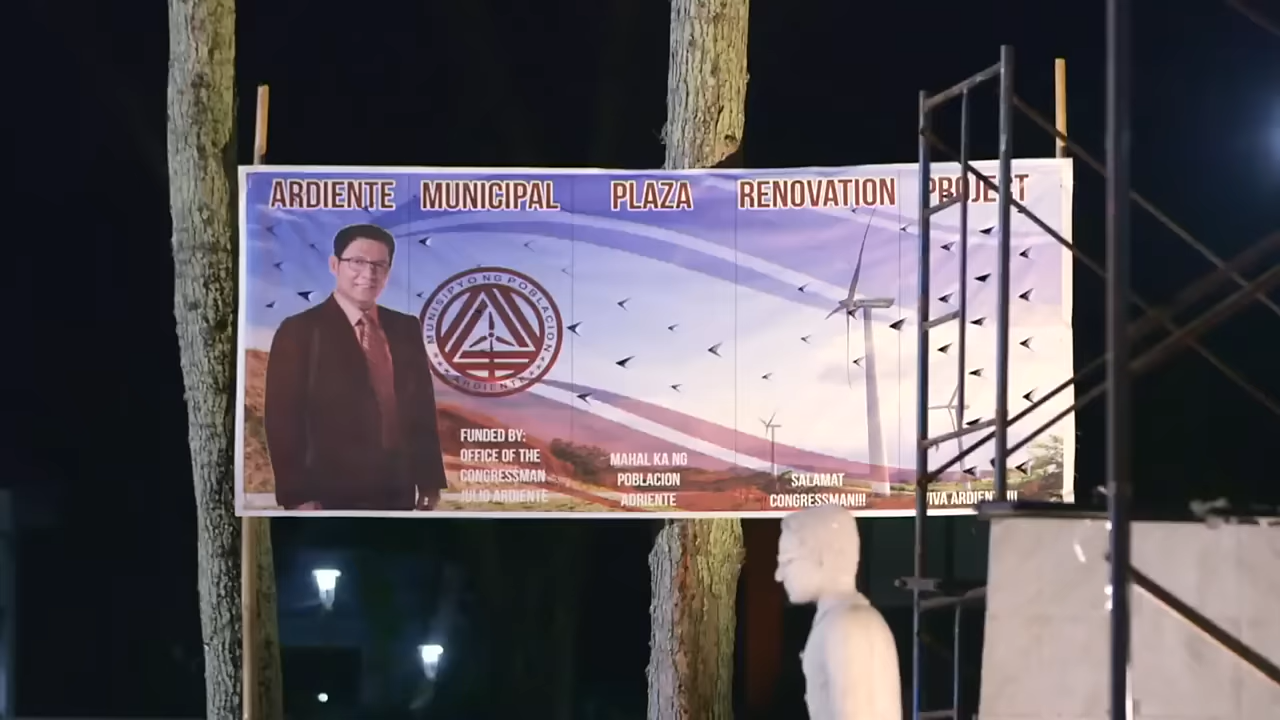 ARDIENTE MUNICIPAL PLAZA RENOVATION PROJECT
MUNISIPYO NG POBLACION
ARDIENTE
FUNDED BY:
OFFICE OF THE
CONGRESSMAN
JULIO ARDIENTE
MAHAL KA NG
POBLACION
ADRIENTE
SALAMAT
CONGRESSMAN!!!
VIVA ARDIENTE!!!